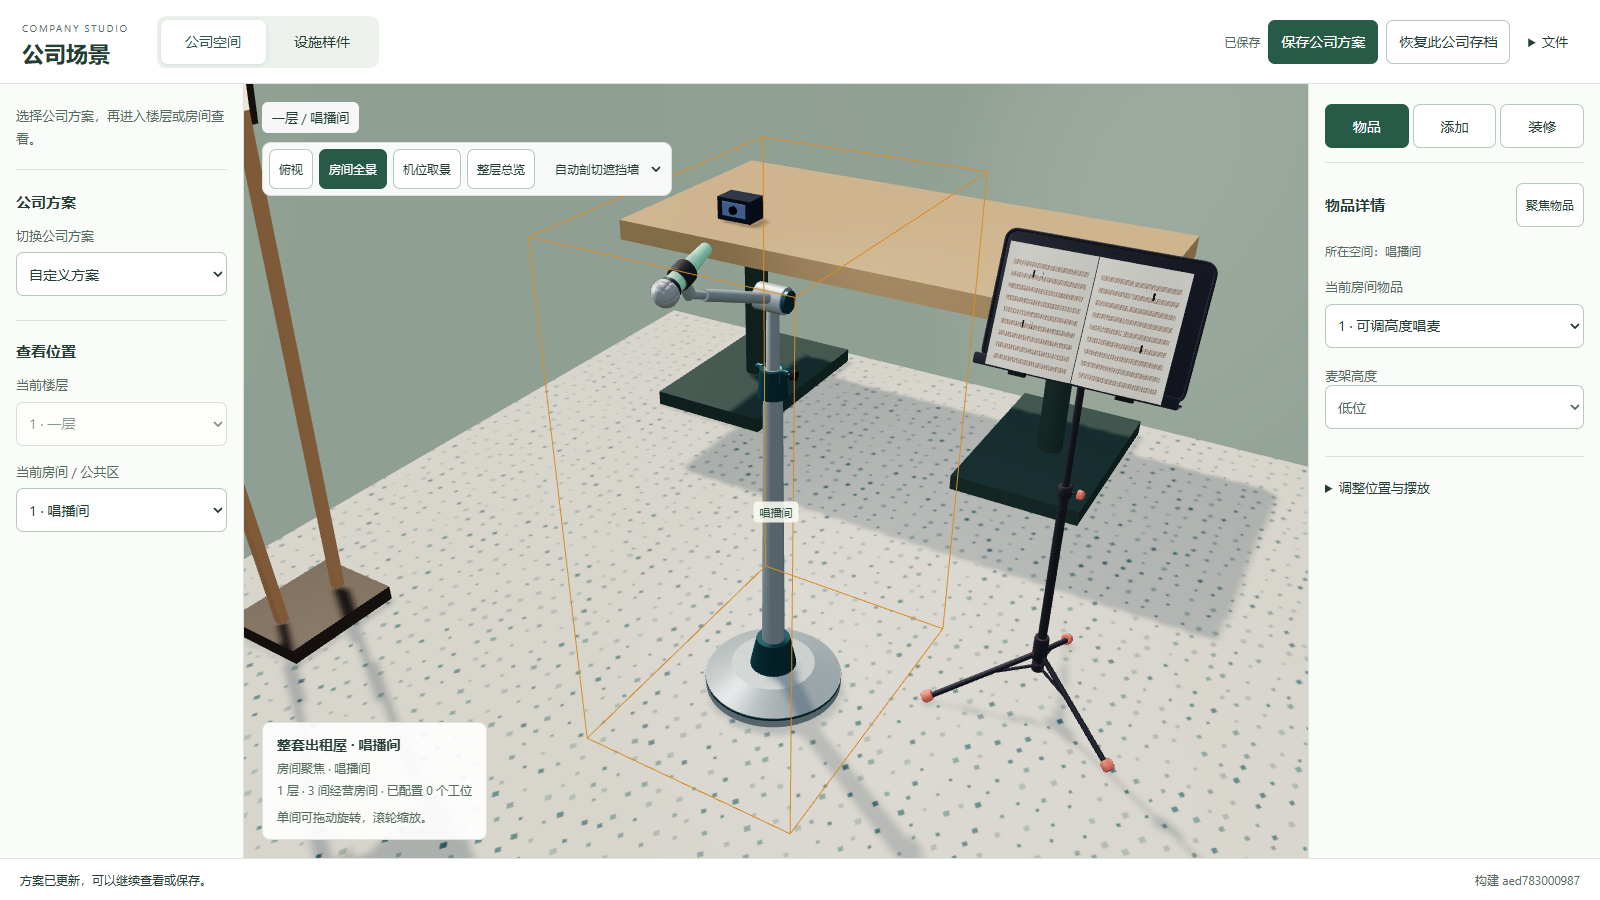 COMPANY STUDIO
公司场景
公司空间
设施样件
已保存
保存公司方案
恢复此公司存档
▶ 文件
选择公司方案，再进入楼层或房间查
看。
公司方案
切换公司方案
自定义方案
查看位置
当前楼层
1 · 一层
当前房间 / 公共区
1 · 唱播间
一层 / 唱播间
俯视
房间全景
机位取景
整层总览
自动剖切遮挡墙
唱播间
整套出租屋 · 唱播间
房间聚焦 · 唱播间
1 层 · 3 间经营房间 · 已配置 0 个工位
单间可拖动旋转，滚轮缩放。
物品
添加
装修
物品详情
聚焦物品
所在空间：唱播间
当前房间物品
1 · 可调高度唱麦
麦架高度
低位
▶ 调整位置与摆放
方案已更新，可以继续查看或保存。
构建 aed783000987